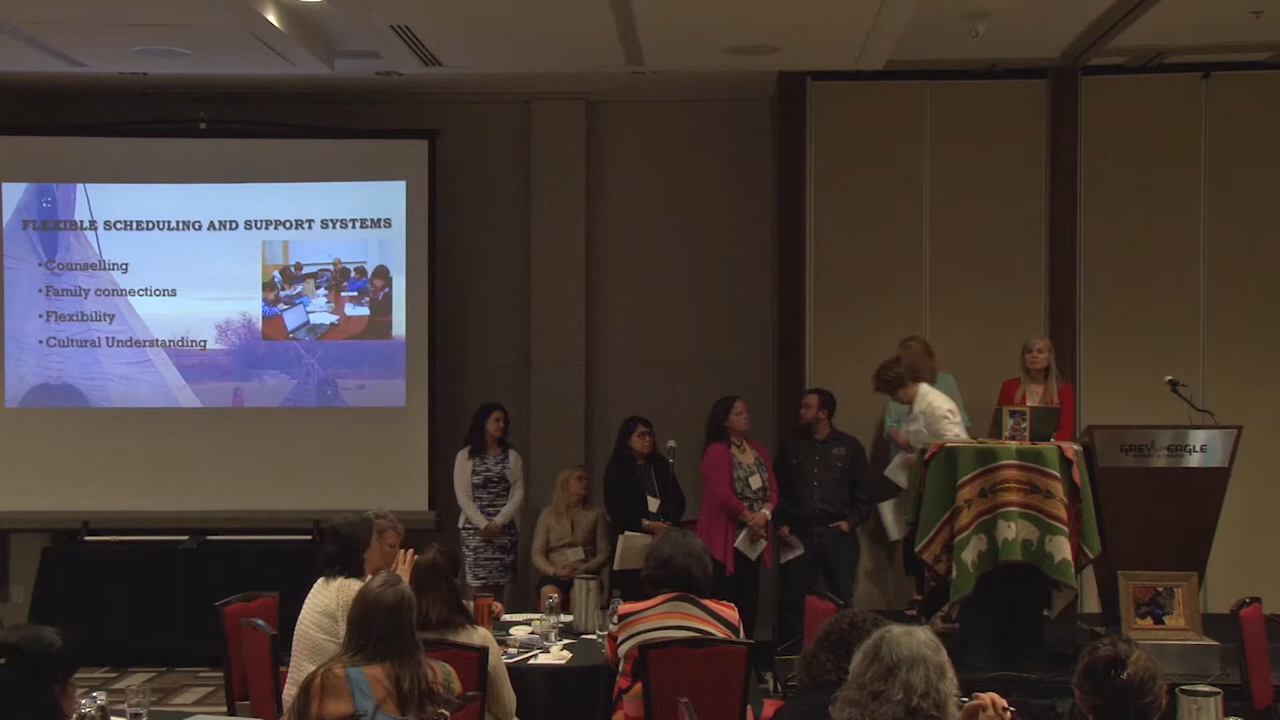 FLEXIBLE SCHEDULING AND SUPPORT SYSTEMS
• Counselling
• Family connections
• Flexibility
• Cultural Understanding
GREY EAGLE